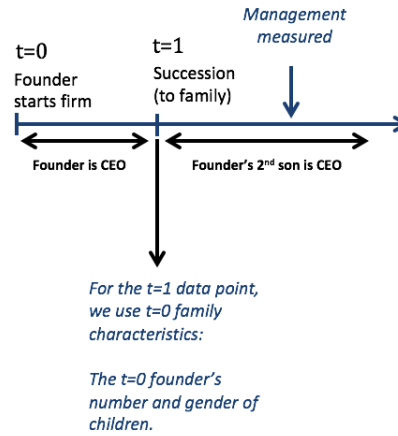 Management
measured
t=0
t=1
Founder
starts firm
Succession
(to family)
Founder is CEO
Founder's 2nd son is CEO
For the t=1 data point,
we use t=0 family
characteristics:
The t=0 founder's
number and gender of
children.